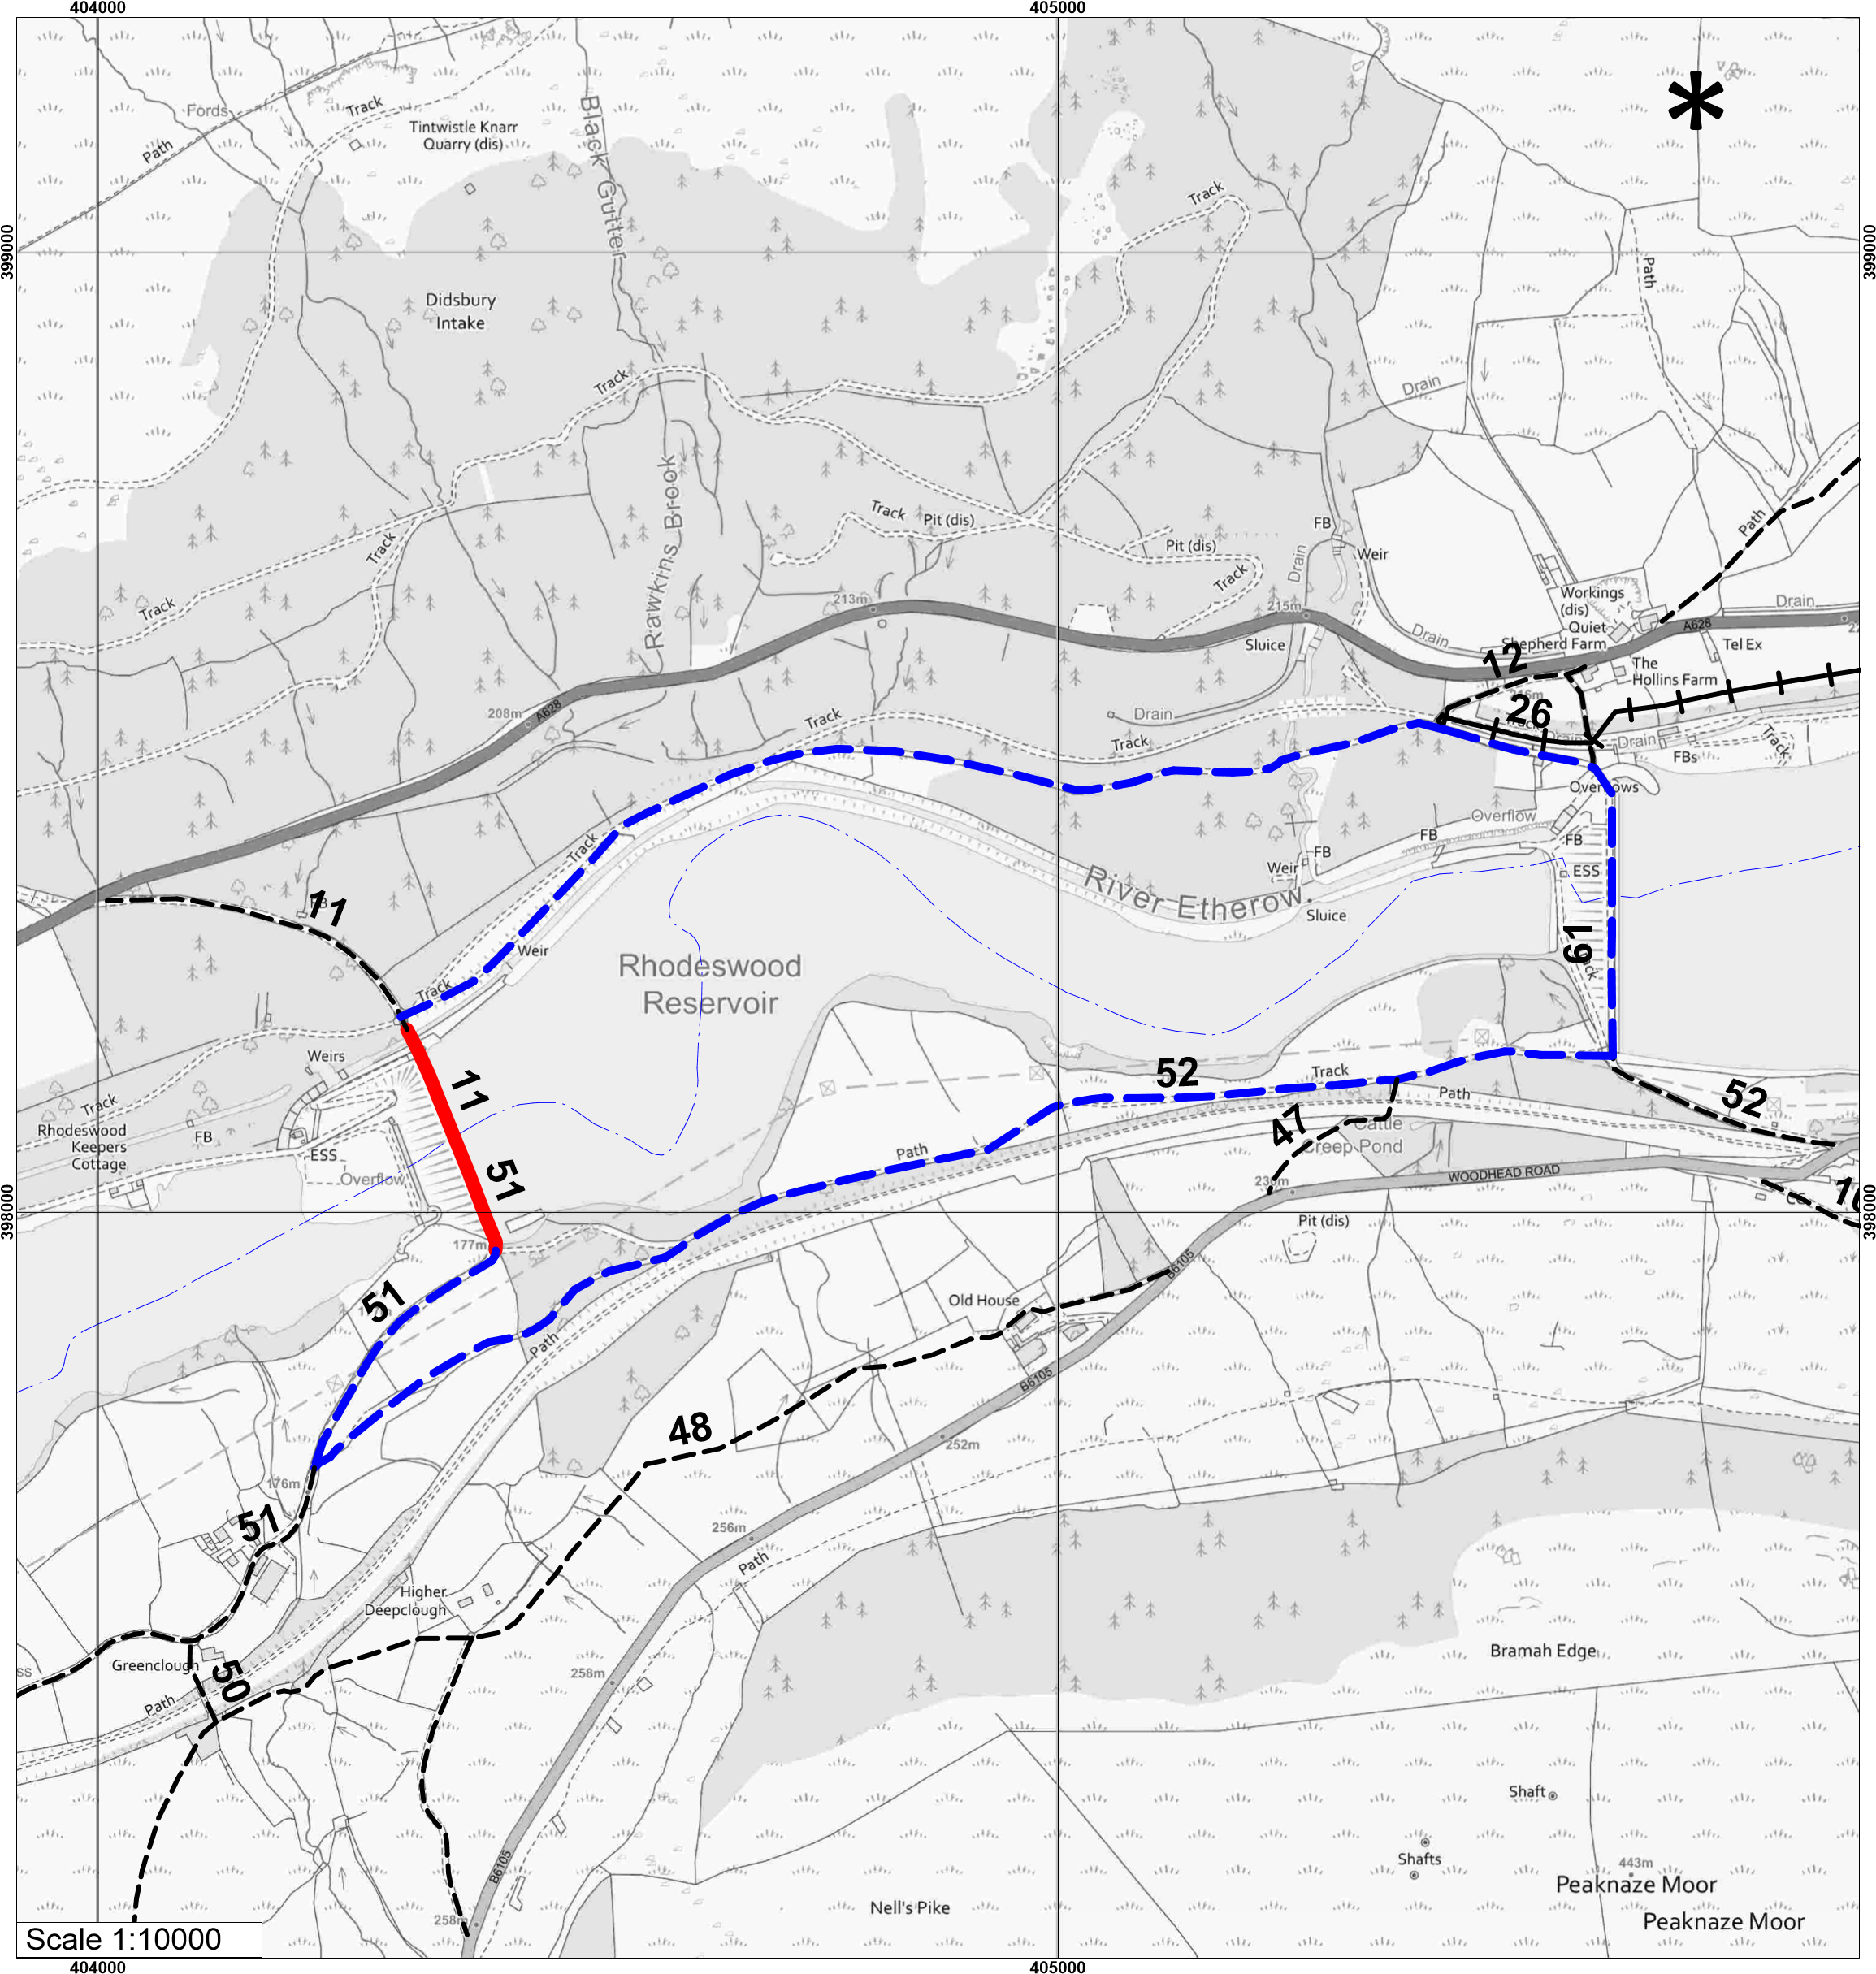 404000
405000
Fords
Track
Path
Tintwistle Knarr
Quarry (dis)
Black Gutter
Track
399000
399000
Path
Didsbury
Intake
Track
Drain
Track
Pit (dis)
Track
Rawkins Brook
FB
Drain
Pit (dis)
Weir
Track
Path
Track
213m
215m
Workings
(dis)
Drain
Quiet
Shepherd Farm
A628
Drain
Sluice
Tel Ex
12
The
Hollins Farm
208m
A628
26
Drain
Track
Track
Drain
Drain
FBs
Track
Overflows
Overflow
Track
FB
FB
FB
Weir
ESS
River Etherow
11
FB
Sluice
61
Weir
Rhodeswood
Reservoir
Track
Weirs
11
52
Track
Path
52
Track
Rhodeswood
Keepers
Cottage
FB
47
Cattle
Creep Pond
ESS
Path
51
Overflow
WOODHEAD ROAD
398000
398000
177m
Pit (dis)
B6105
51
Old House
Path
B6105
48
252m
176m
51
256m
Path
Higher
Deepclough
Greenclough
50
258m
Bramah Edge
Path
Shaft
Shafts
443m
Peaknaze Moor
B6105
Nell's Pike
258m
Peaknaze Moor
Scale 1:10000
404000
405000